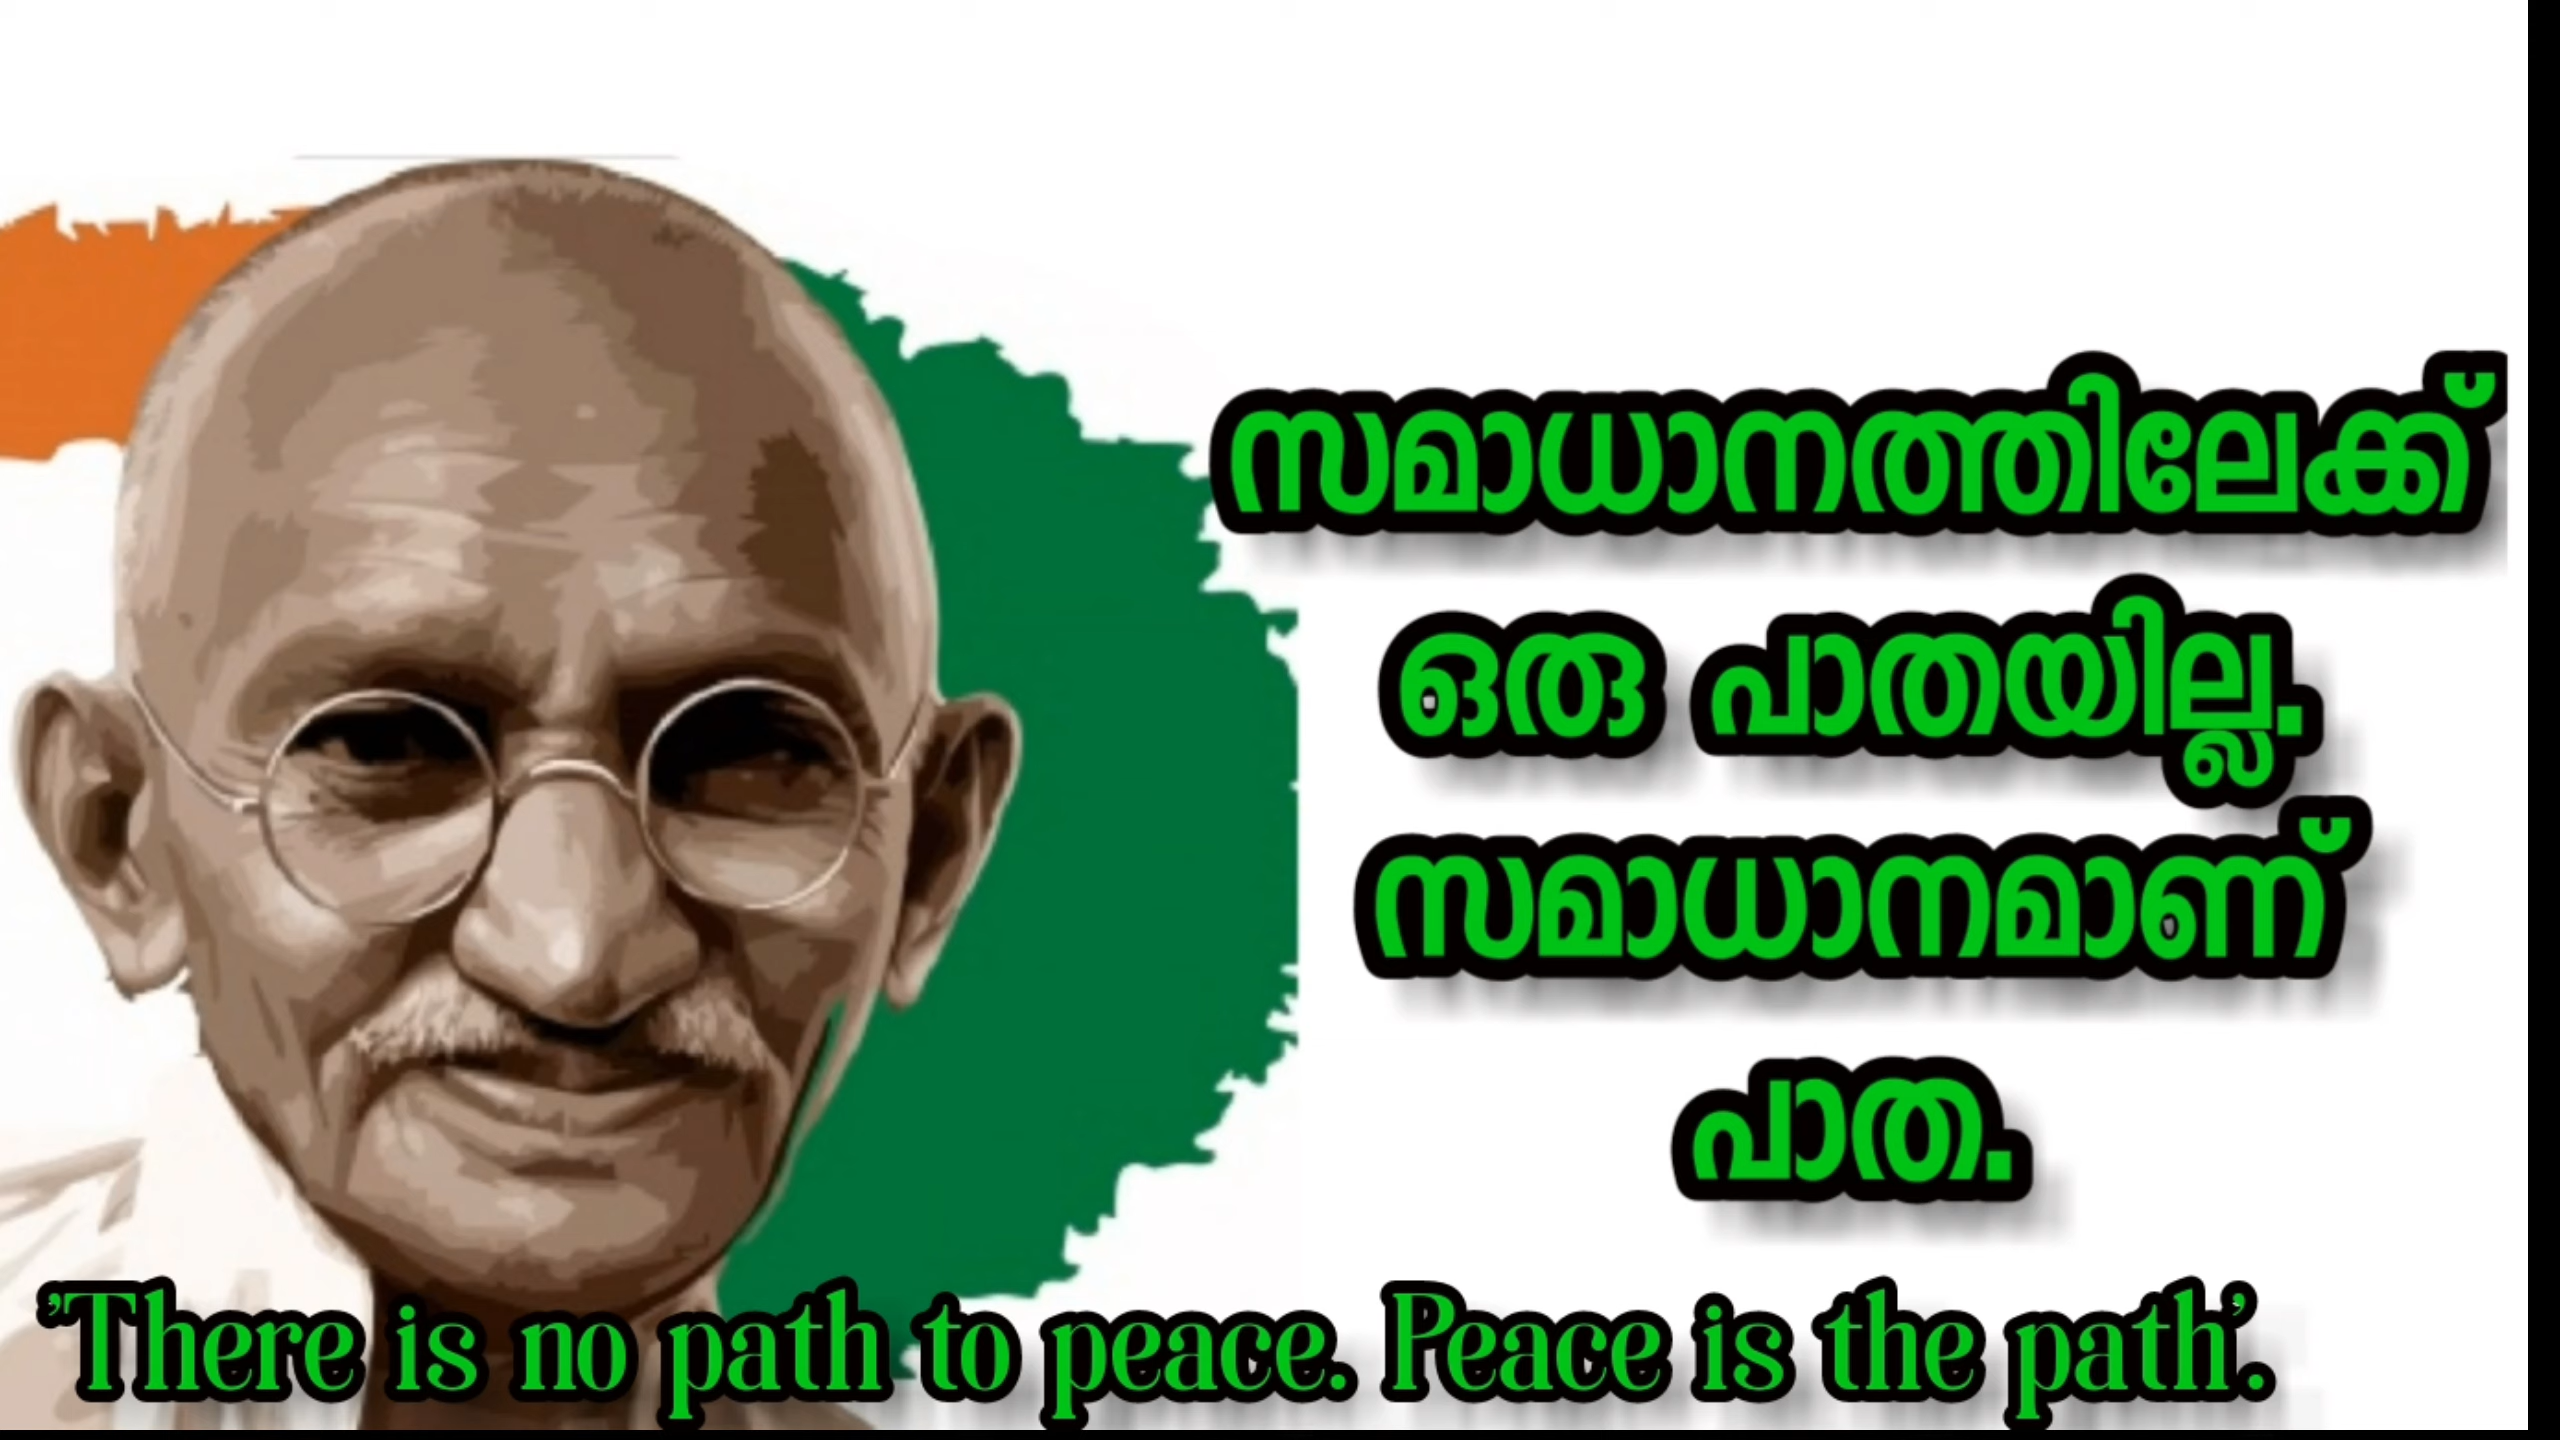 സമാധാനത്തിലേക്ക്
ഒരു പാതയില്ല.
സമാധാനമാണ്
പാത.
'There is no path to peace. Peace is the path'.